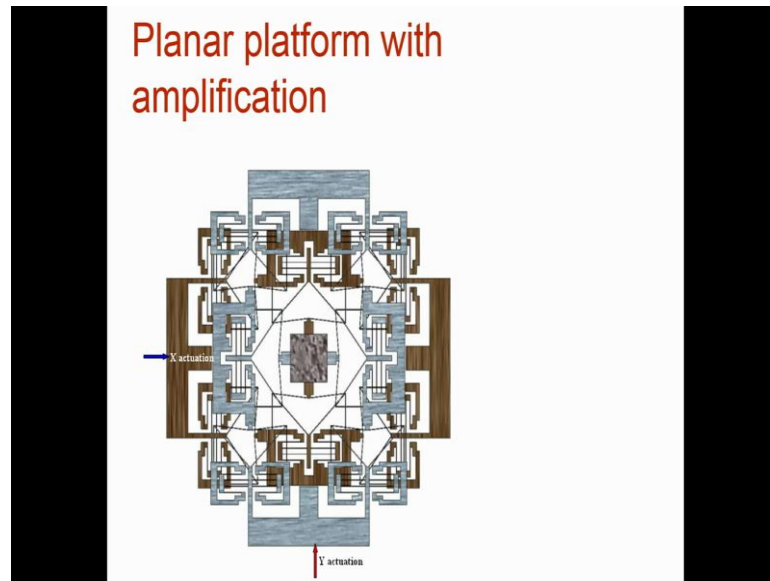 Planar platform with
amplification
X actuation
Y actuation